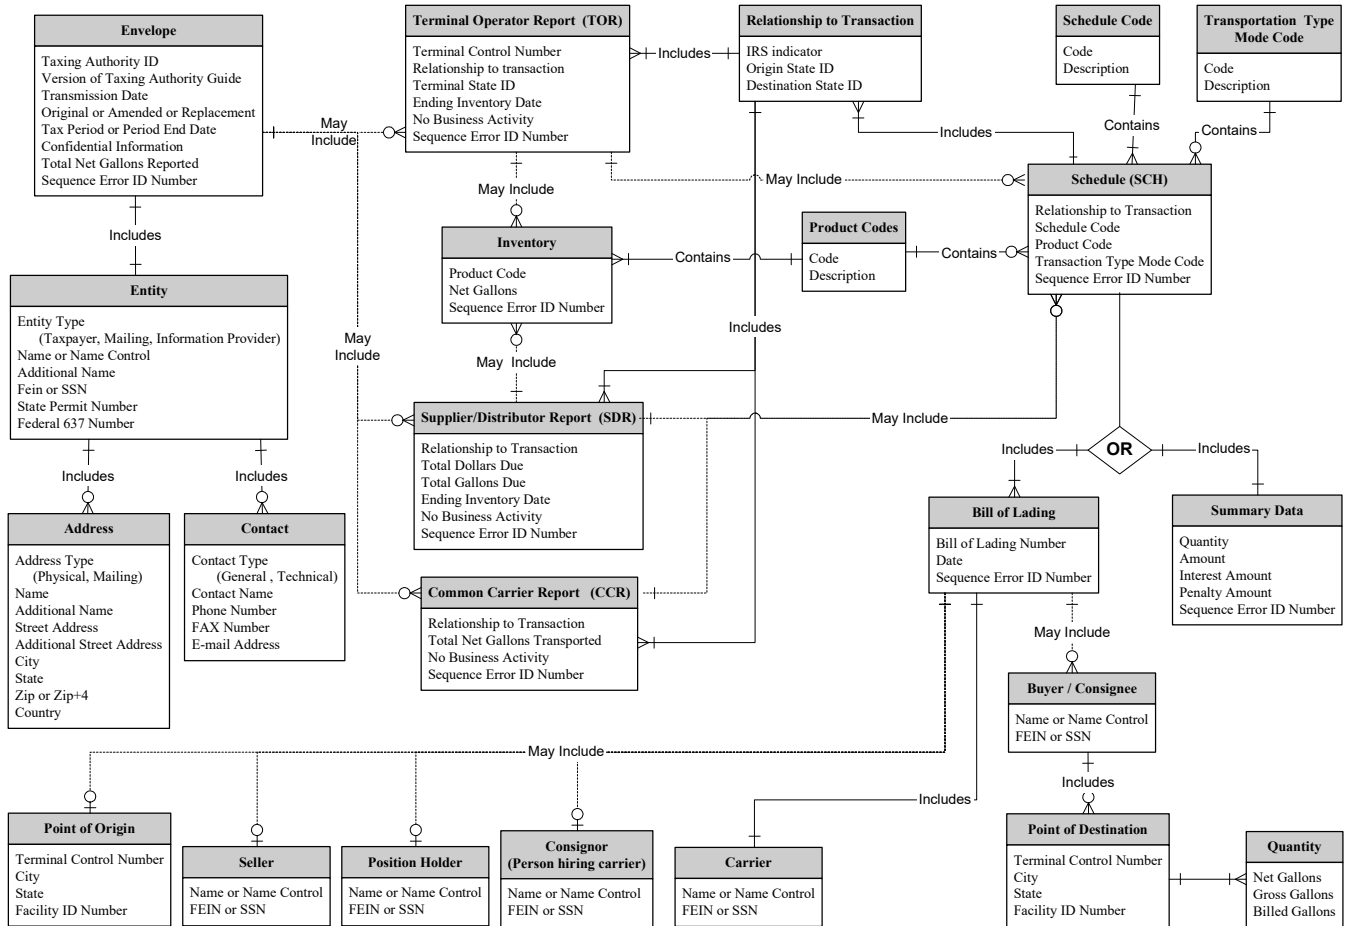 Envelope
Taxing Authority ID
Version of Taxing Authority Guide
Transmission Date
Original or Amended or Replacement
Tax Period or Period End Date
Confidential Information
Total Net Gallons Reported
Sequence Error ID Number
Includes
Entity
Entity Type
(Taxpayer, Mailing, Information Provider)
Name or Name Control
Additional Name
Fein or SSN
State Permit Number
Federal 637 Number
Includes
Includes
Address
Address Type
(Physical, Mailing)
Name
Additional Name
Street Address
Additional Street Address
City
State
Zip or Zip+4
Country
Contact
Contact Type
(General , Technical)
Contact Name
Phone Number
FAX Number
E-mail Address
May
Include
May
Include
Terminal Operator Report (TOR)
Terminal Control Number
Relationship to transaction
Terminal State ID
Ending Inventory Date
No Business Activity
Sequence Error ID Number
Includes
Relationship to Transaction
IRS indicator
Origin State ID
Destination State ID
Includes
Schedule Code
Code
Description
Contains
Transportation Type
Mode Code
Code
Description
Contains
May Include
May Include
Schedule (SCH)
Relationship to Transaction
Schedule Code
Product Code
Transaction Type Mode Code
Sequence Error ID Number
Inventory
Product Code
Net Gallons
Sequence Error ID Number
Contains
Product Codes
Code
Description
Contains
Includes
May Include
Supplier/Distributor Report (SDR)
Relationship to Transaction
Total Dollars Due
Total Gallons Due
Ending Inventory Date
No Business Activity
Sequence Error ID Number
May Include
Common Carrier Report (CCR)
Relationship to Transaction
Total Net Gallons Transported
No Business Activity
Sequence Error ID Number
Includes
OR
Includes
Bill of Lading
Bill of Lading Number
Date
Sequence Error ID Number
Summary Data
Quantity
Amount
Interest Amount
Penalty Amount
Sequence Error ID Number
May Include
Buyer / Consignee
Name or Name Control
FEIN or SSN
Includes
May Include
Includes
Point of Origin
Terminal Control Number
City
State
Facility ID Number
Seller
Name or Name Control
FEIN or SSN
Position Holder
Name or Name Control
FEIN or SSN
Consignor
(Person hiring carrier)
Name or Name Control
FEIN or SSN
Carrier
Name or Name Control
FEIN or SSN
Point of Destination
Terminal Control Number
City
State
Facility ID Number
Quantity
Net Gallons
Gross Gallons
Billed Gallons